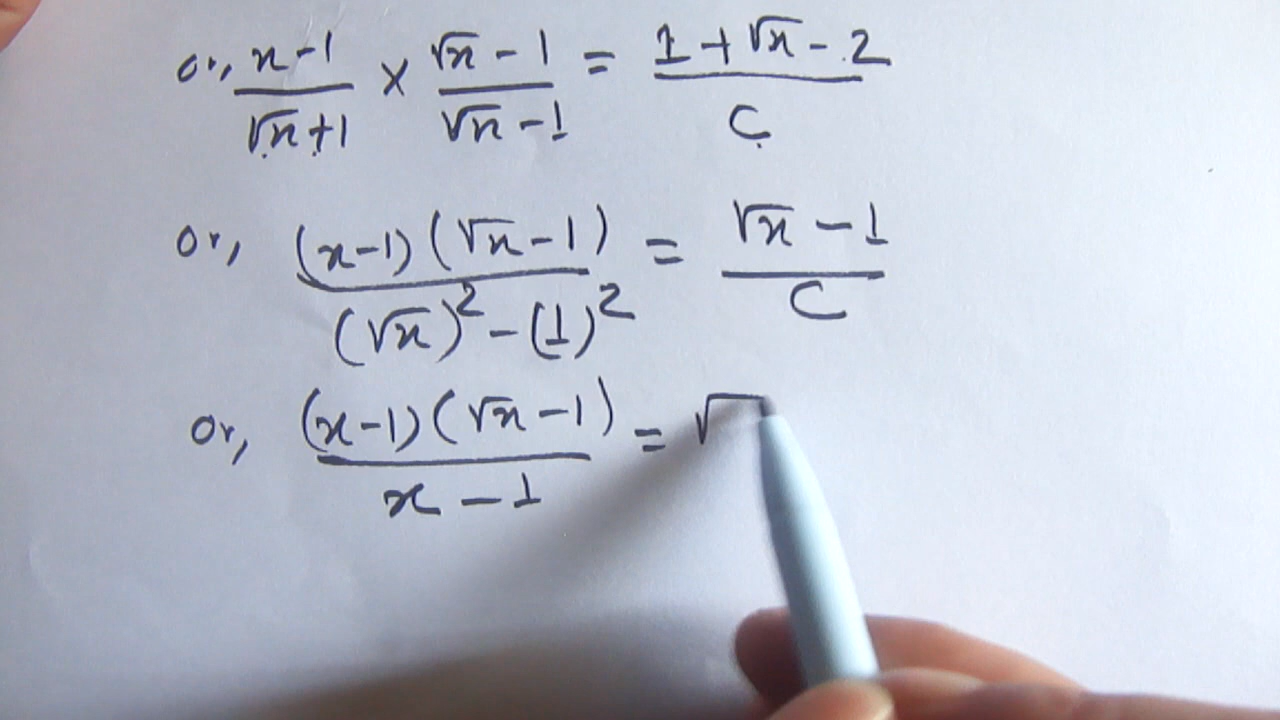 or, x-1/√x+1 × √x-1/√x-1 = 1+√x-2/C
or, (x-1)(√x-1)/(√x)²-(1)² = √x-1/C
or, (x-1)(√x-1)/x-1 = √